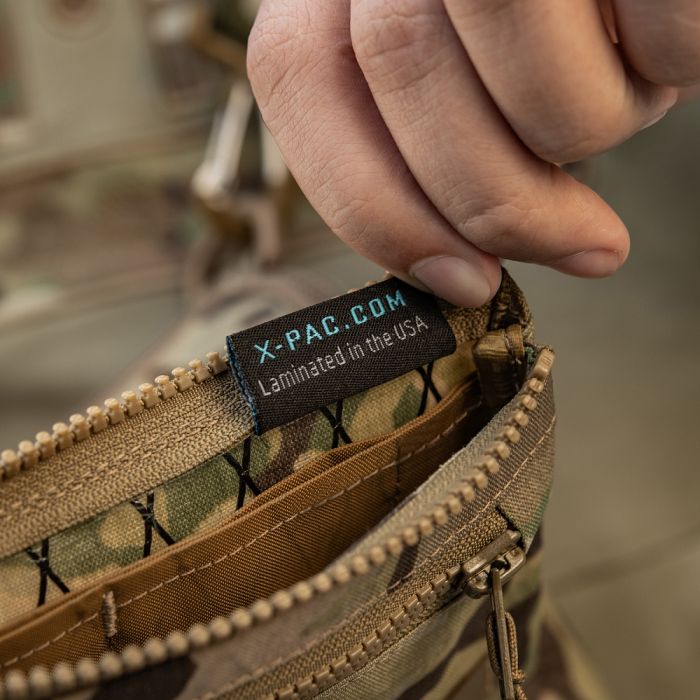 X-PAC.COM
Laminated in the USA